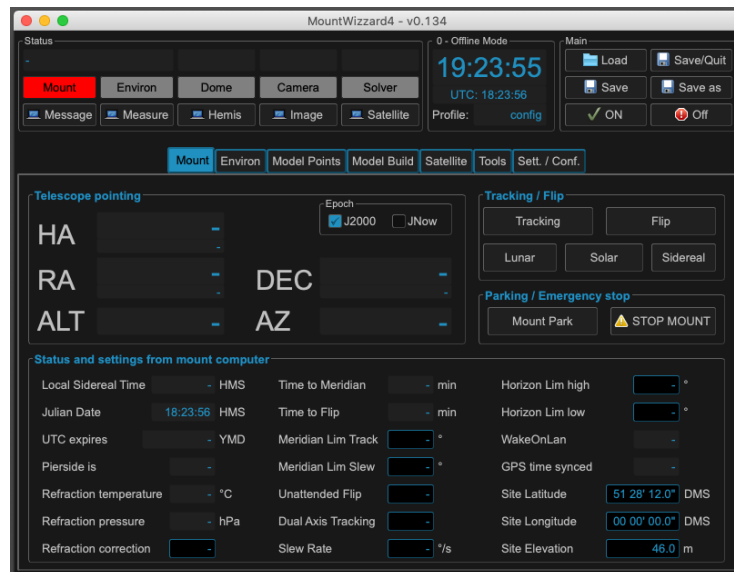 MountWizzard4 - v0.134
Status
0 - Offline Mode
Main
-
19:23:55
UTC: 18:23:56
Load
Save/Quit
Mount Environ Dome Camera Solver
Save
Save as
Message Measure Hemis Image Satellite
Profile: config
ON
Off
Mount Environ Model Points Model Build Satellite Tools Sett. / Conf.
Telescope pointing
Epoch
J2000 JNow
HA -
-
RA -
-
DEC -
-
ALT -
AZ -
Tracking / Flip
Tracking Flip
Lunar Solar Sidereal
Parking / Emergency stop
Mount Park STOP MOUNT
Status and settings from mount computer
Local Sidereal Time - HMS Time to Meridian - min Horizon Lim high - °
Julian Date 18:23:56 HMS Time to Flip - min Horizon Lim low - °
UTC expires - YMD Meridian Lim Track - ° WakeOnLan -
Pierside is - Meridian Lim Slew - ° GPS time synced -
Refraction temperature - °C Unattended Flip - Site Latitude 51 28' 12.0" DMS
Refraction pressure - hPa Dual Axis Tracking - Site Longitude 00 00' 00.0" DMS
Refraction correction - Slew Rate - °/s Site Elevation 46.0 m